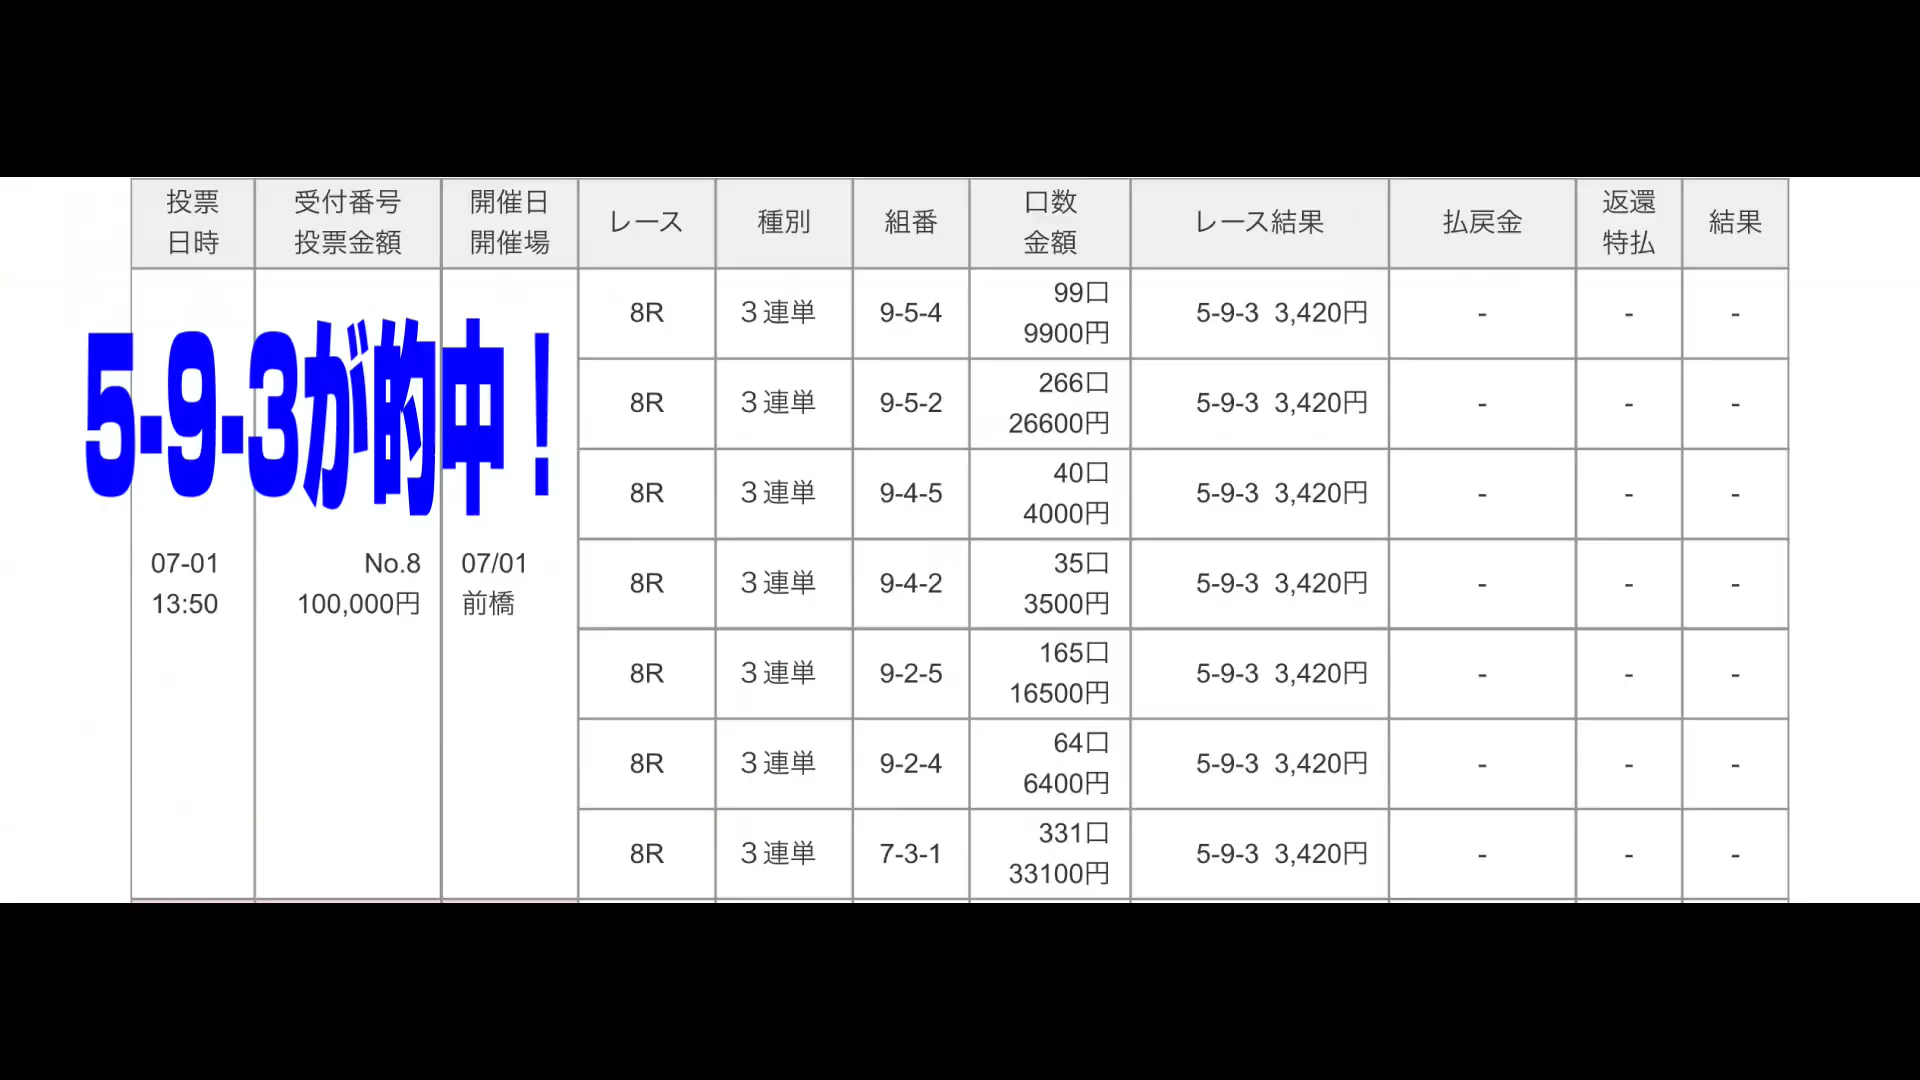 投票
日時
受付番号
投票金額
開催日
開催場
レース
種別
組番
口数
金額
レース結果
払戻金
返還
特払
結果
5-9-3が的中！
07-01
13:50
No.8
100,000円
07/01
前橋
8R ３連単 9-5-4 99口
9900円 5-9-3 3,420円 - - -
8R ３連単 9-5-2 266口
26600円 5-9-3 3,420円 - - -
8R ３連単 9-4-5 40口
4000円 5-9-3 3,420円 - - -
8R ３連単 9-4-2 35口
3500円 5-9-3 3,420円 - - -
8R ３連単 9-2-5 165口
16500円 5-9-3 3,420円 - - -
8R ３連単 9-2-4 64口
6400円 5-9-3 3,420円 - - -
8R ３連単 7-3-1 331口
33100円 5-9-3 3,420円 - - -